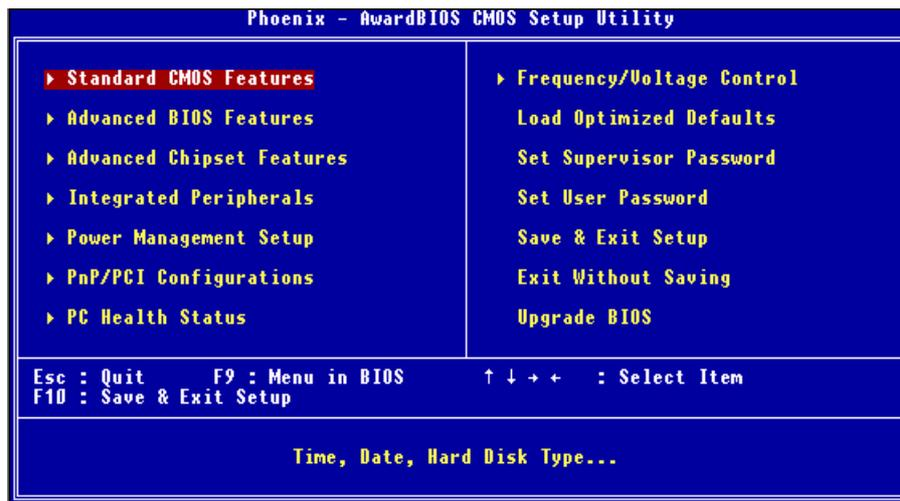 Phoenix - AwardBIOS CMOS Setup Utility
▸ Standard CMOS Features
▸ Advanced BIOS Features
▸ Advanced Chipset Features
▸ Integrated Peripherals
▸ Power Management Setup
▸ PnP/PCI Configurations
▸ PC Health Status
▸ Frequency/Voltage Control
Load Optimized Defaults
Set Supervisor Password
Set User Password
Save & Exit Setup
Exit Without Saving
Upgrade BIOS
Esc : Quit F9 : Menu in BIOS ↑ ↓ → ← : Select Item
F10 : Save & Exit Setup
Time, Date, Hard Disk Type...